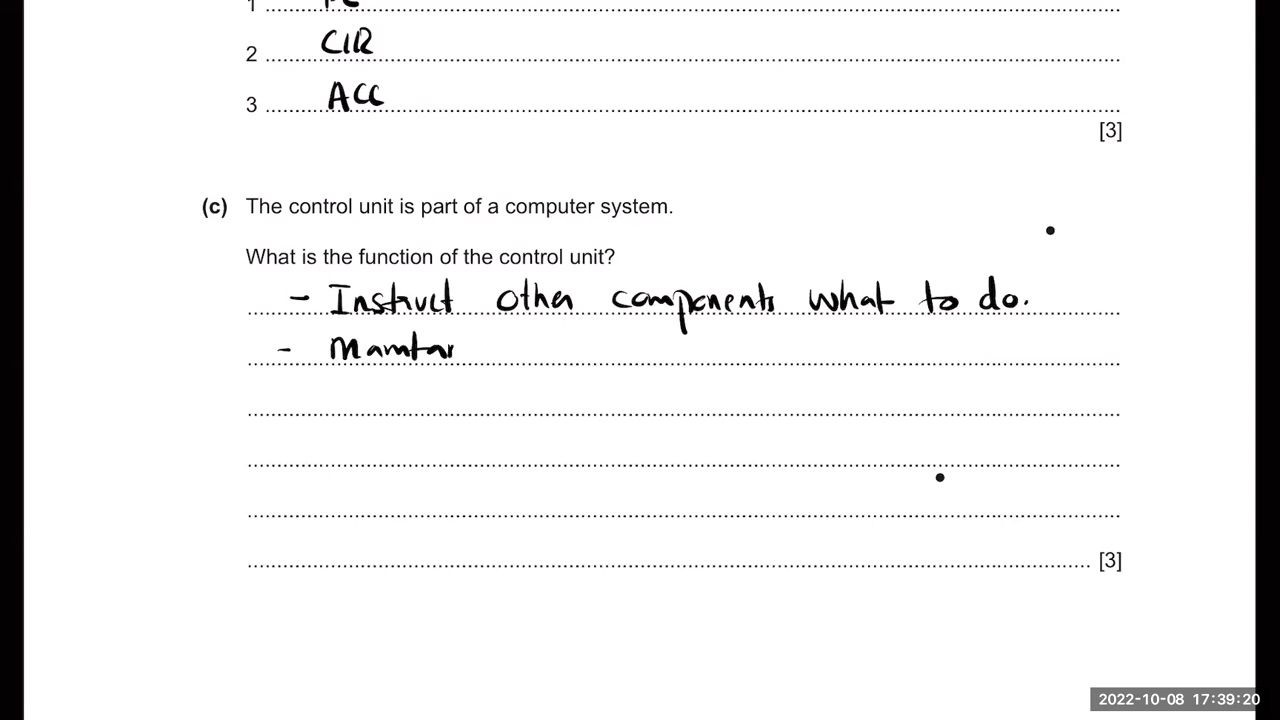 1 ........................................
2 CIR ........................................
3 ACC ........................................
[3]
(c) The control unit is part of a computer system.
What is the function of the control unit?
- Instruct other components what to do.
-
[3]
2022-10-08 17:39:20